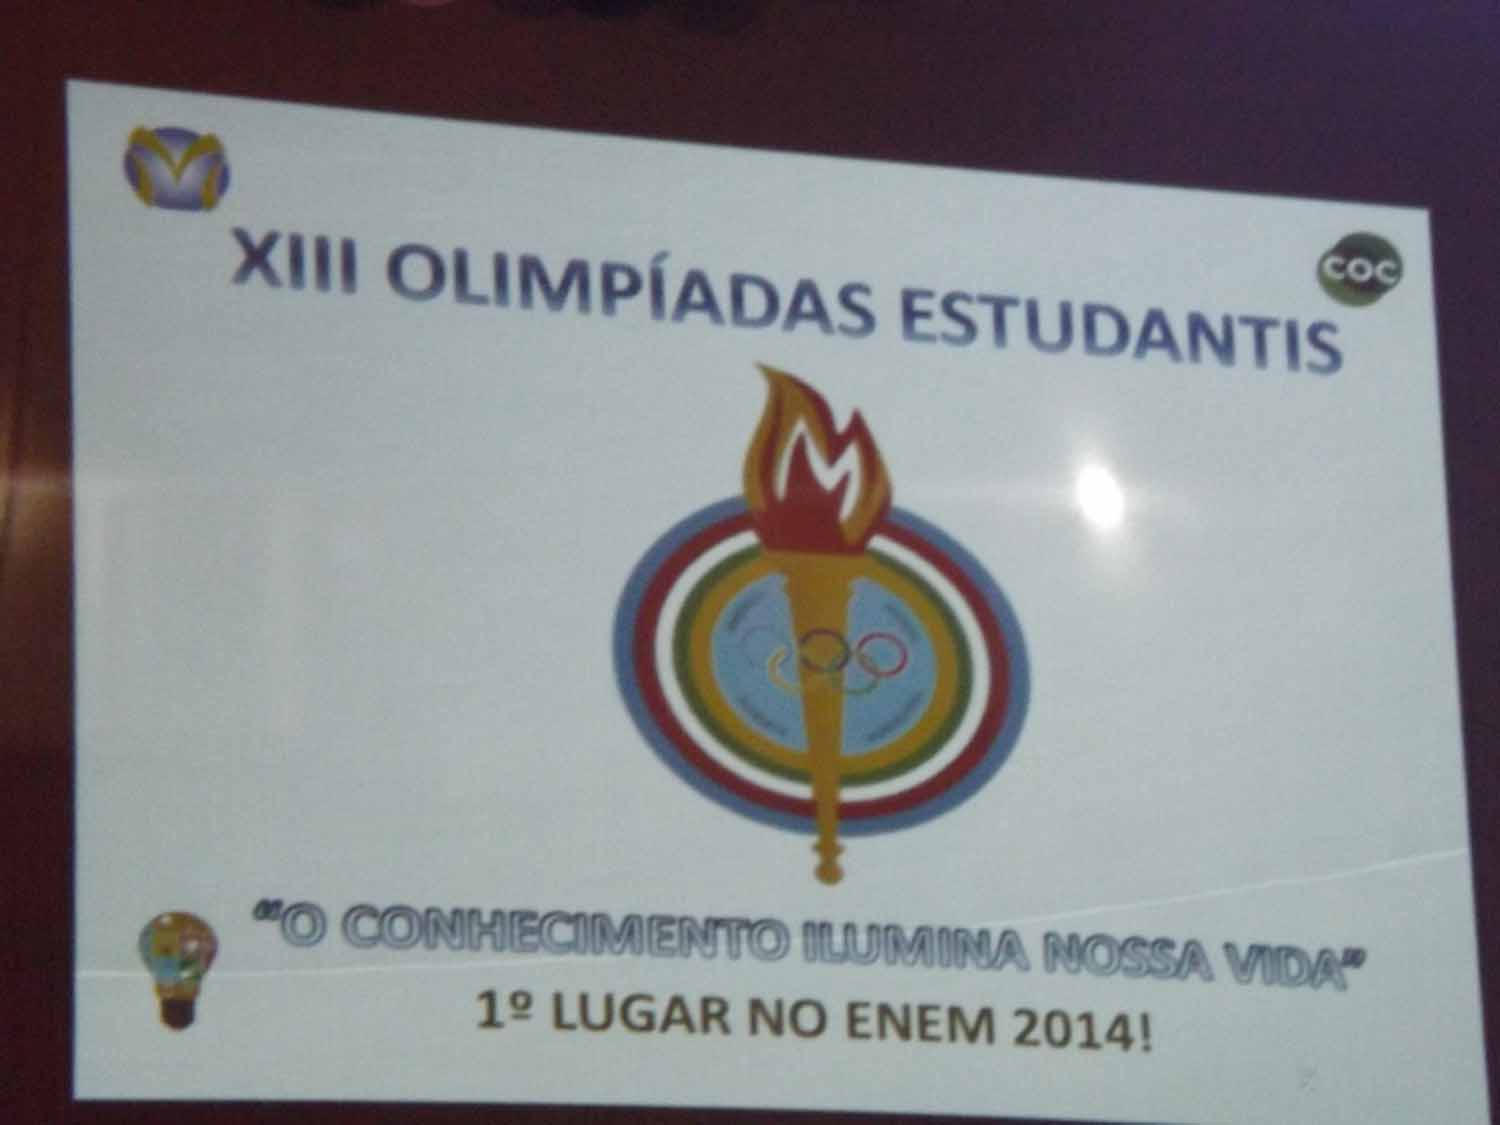 XIII OLIMPÍADAS ESTUDANTIS
COC
M
"O CONHECIMENTO ILUMINA NOSSA VIDA"
1º LUGAR NO ENEM 2014!